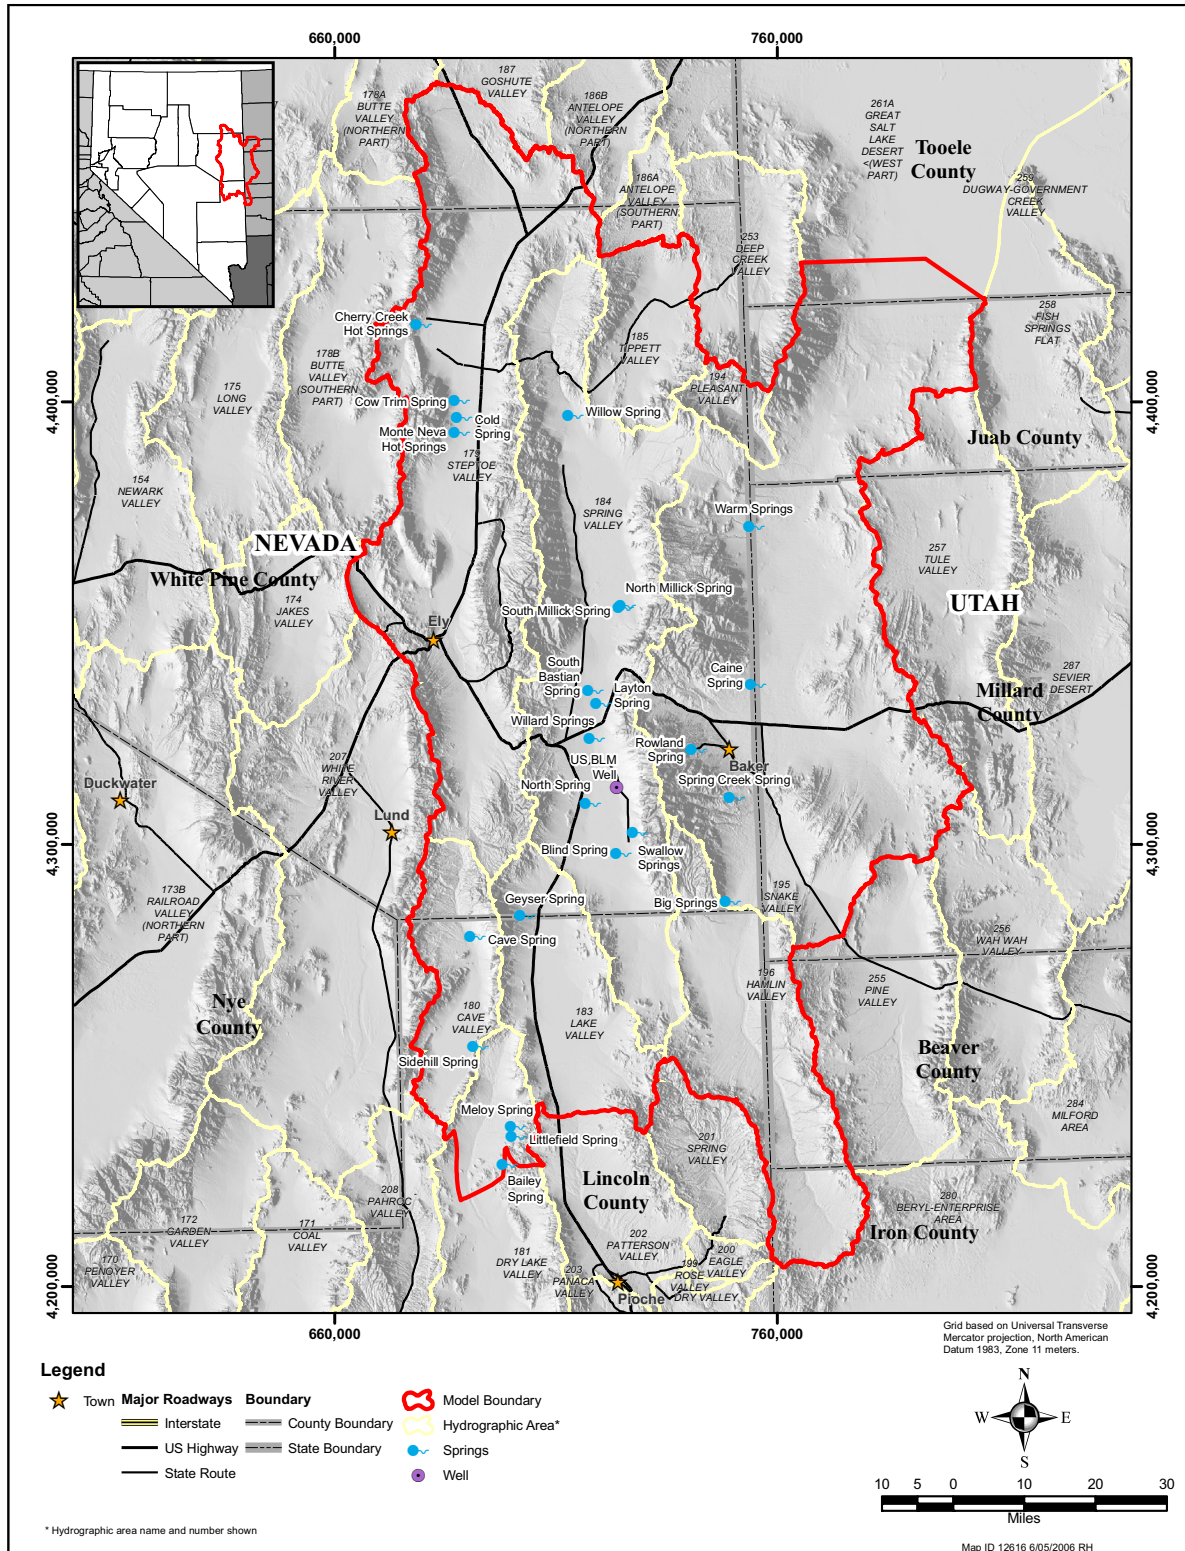 660,000
760,000
187
GOSHUTE
VALLEY
178A
BUTTE
VALLEY
(NORTHERN
PART)
186B
ANTELOPE
VALLEY
(NORTHERN
PART)
261A
GREAT
SALT
LAKE
DESERT
<(WEST
PART)
Tooele
County
259
DUGWAY-GOVERNMENT
CREEK
VALLEY
186A
ANTELOPE
VALLEY
(SOUTHERN
PART)
253
DEEP
CREEK
VALLEY
258
FISH
SPRINGS
FLAT
Cherry Creek
Hot Springs
178B
BUTTE
VALLEY
(SOUTHERN
PART)
185
TIPPETT
VALLEY
194
PLEASANT
VALLEY
175
LONG
VALLEY
4,400,000
4,400,000
Cow Trim Spring
Cold
Spring
Monte Neva
Hot Springs
Willow Spring
Juab County
179
STEPTOE
VALLEY
154
NEWARK
VALLEY
184
SPRING
VALLEY
Warm Springs
NEVADA
White Pine County
257
TULE
VALLEY
174
JAKES
VALLEY
North Millick Spring
South Millick Spring
UTAH
Ely
South
Bastian
Spring
Layton
Spring
Caine
Spring
287
SEVIER
DESERT
Millard
County
Willard Springs
Rowland
Spring
Baker
207
WHITE
RIVER
VALLEY
US,BLM
Well
Spring Creek Spring
Duckwater
North Spring
Lund
4,300,000
4,300,000
Blind Spring
Swallow
Springs
173B
RAILROAD
VALLEY
(NORTHERN
PART)
Geyser Spring
Big Springs
195
SNAKE
VALLEY
Cave Spring
256
WAH WAH
VALLEY
196
HAMLIN
VALLEY
255
PINE
VALLEY
Nye
County
180
CAVE
VALLEY
183
LAKE
VALLEY
Sidehill Spring
Beaver
County
Meloy Spring
Littlefield Spring
284
MILFORD
AREA
201
SPRING
VALLEY
Bailey
Spring
Lincoln
County
208
PAHROC
VALLEY
280
BERYL-ENTERPRISE
AREA
Iron County
172
GARDEN
VALLEY
171
COAL
VALLEY
170
PENOYER
VALLEY
181
DRY LAKE
VALLEY
202
PATTERSON
VALLEY
200
EAGLE
VALLEY
199
ROSE
VALLEY
DRY VALLEY
203
PANACA
VALLEY
Pioche
4,200,000
4,200,000
660,000
760,000
Grid based on Universal Transverse
Mercator projection, North American
Datum 1983, Zone 11 meters.
Legend
Town
Major Roadways
Interstate
US Highway
State Route
Boundary
County Boundary
State Boundary
Model Boundary
Hydrographic Area*
Springs
Well
N
W E
S
10 5 0 10 20 30
Miles
* Hydrographic area name and number shown
Map ID 12616 6/05/2006 RH